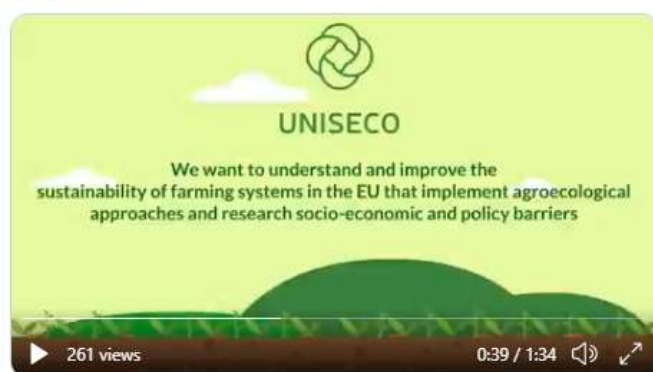 UNISECO
We want to understand and improve the
sustainability of farming systems in the EU that implement agroecological
approaches and research socio-economic and policy barriers
261 views
0:39 / 1:34